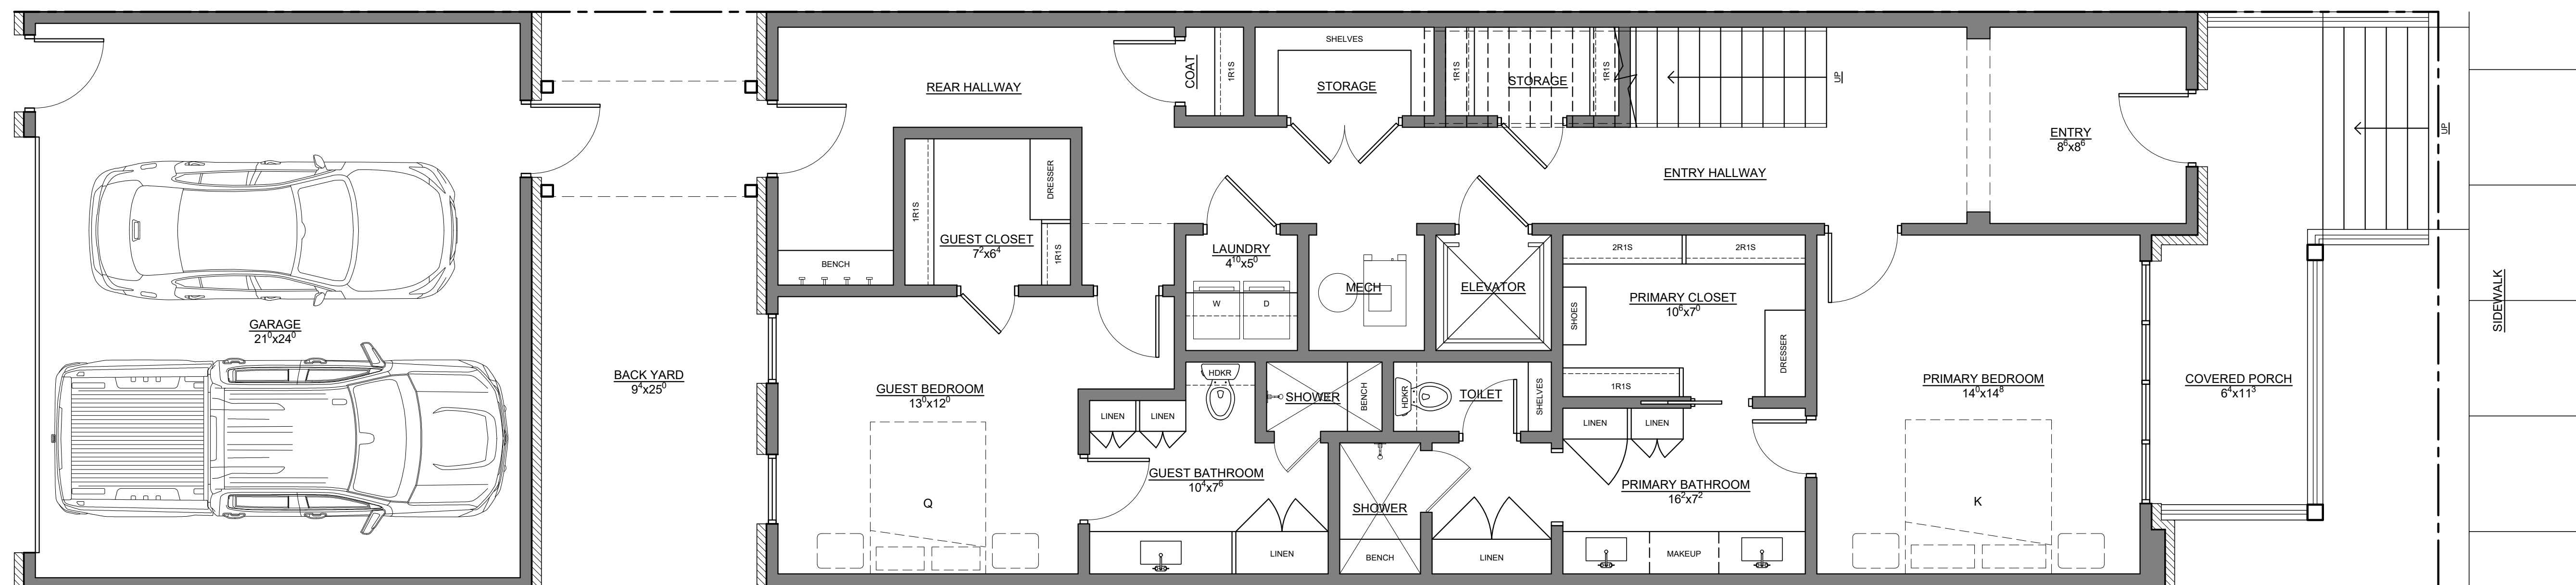 SHELVES
COAT
1R1S
STORAGE
1R1S
STORAGE
1R1S
UP
REAR HALLWAY
ENTRY
8⁶x8⁶
UP
ENTRY HALLWAY
DRESSER
1R1S
GUEST CLOSET
7²x6⁴
1R1S
BENCH
LAUNDRY
4¹⁰x5⁰
W
D
MECH
ELEVATOR
2R1S
2R1S
PRIMARY CLOSET
10⁶x7⁰
SHOES
DRESSER
1R1S
SIDEWALK
GARAGE
21⁰x24⁰
BACK YARD
9⁴x25⁰
GUEST BEDROOM
13⁰x12⁰
Q
HDKR
LINEN
LINEN
SHOWER
BENCH
HDKR
TOILET
SHELVES
LINEN
LINEN
PRIMARY BEDROOM
14⁰x14⁸
K
COVERED PORCH
6⁴x11³
GUEST BATHROOM
10⁴x7⁶
LINEN
SHOWER
BENCH
LINEN
PRIMARY BATHROOM
16²x7²
MAKEUP